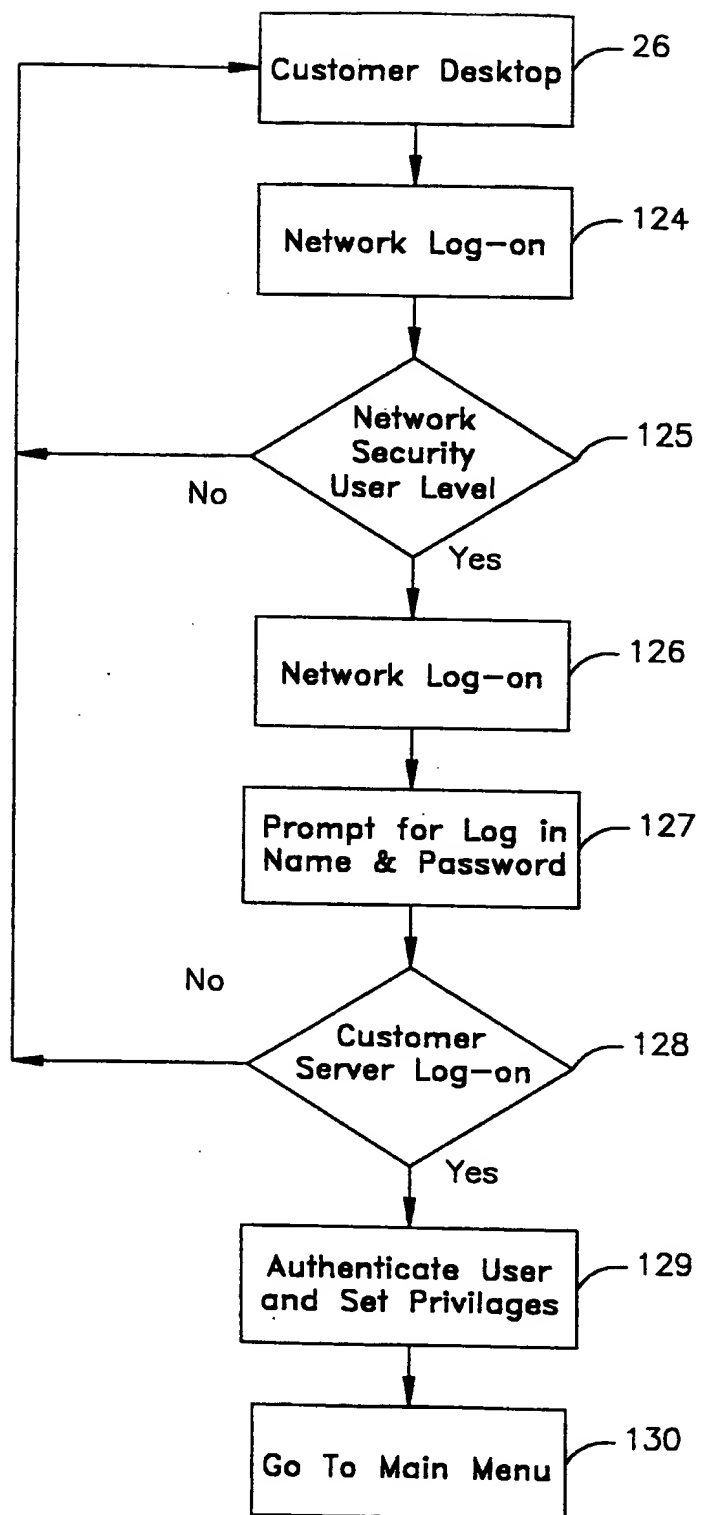 Customer Desktop
26
Network Log-on
124
Network
Security
User Level
125
No
Yes
Network Log-on
126
Prompt for Log in
Name & Password
127
No
Customer
Server Log-on
128
Yes
Authenticate User
and Set Privilages
129
Go To Main Menu
130